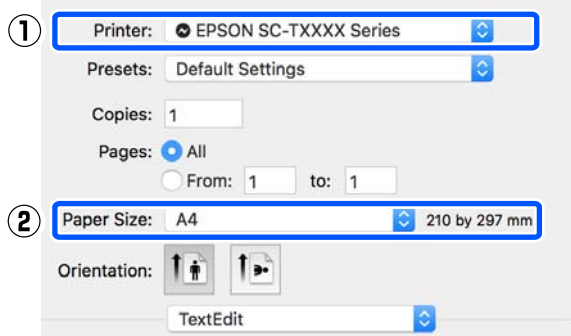 ① Printer: EPSON SC-TXXXX Series
Presets: Default Settings
Copies: 1
Pages: All
From: 1 to: 1
② Paper Size: A4 210 by 297 mm
Orientation:
TextEdit